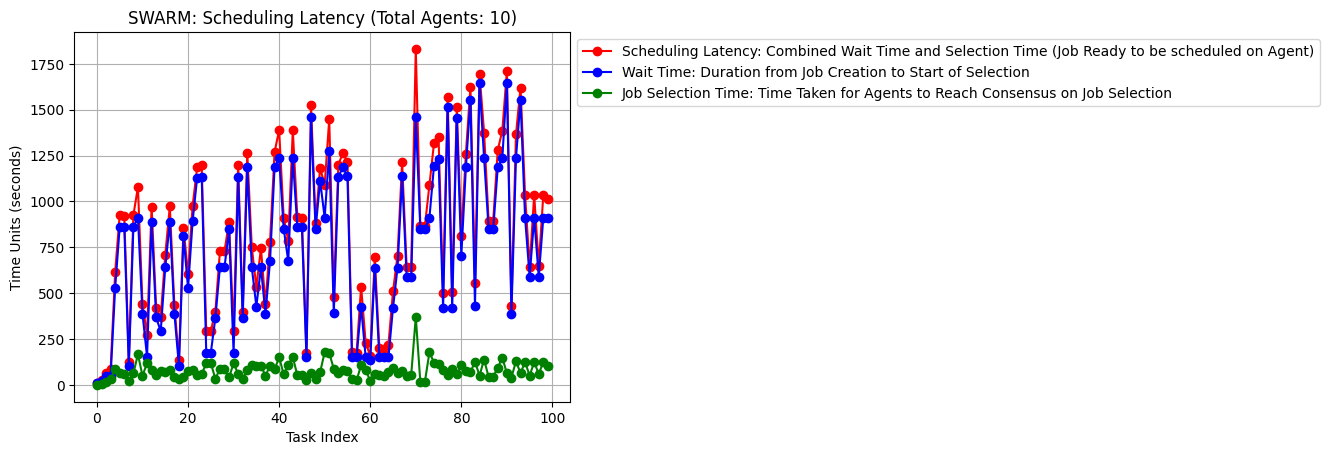 SWARM: Scheduling Latency (Total Agents: 10)
Scheduling Latency: Combined Wait Time and Selection Time (Job Ready to be scheduled on Agent)
Wait Time: Duration from Job Creation to Start of Selection
Job Selection Time: Time Taken for Agents to Reach Consensus on Job Selection
Time Units (seconds)
1750
1500
1250
1000
750
500
250
0
0 20 40 60 80 100
Task Index